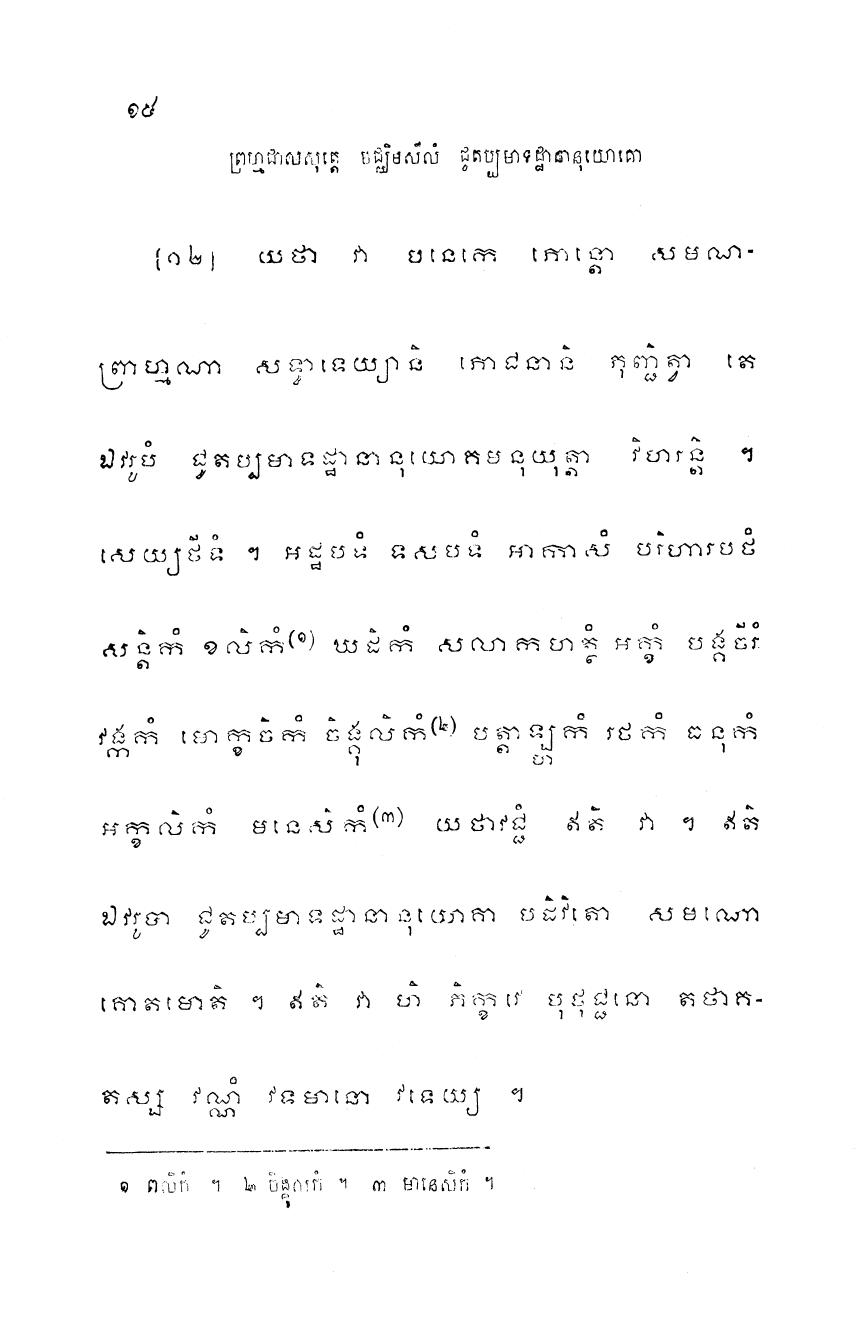 ១៥
ព្រហ្មជាលសុត្តេ មជ្ឈិមសីលំ ជូតប្បមាទដ្ឋានានុយោគោ
[១២] យថា វា បនេកេ ភោន្តោ សមណ-
ព្រាហ្មណា សទ្ធាទេយ្យានិ ភោជនានិ ភុញ្ជិត្វា តេ
ឯវរូបំ ជូតប្បមាទដ្ឋានានុយោគមនុយុត្តា វិហរន្តិ ។
សេយ្យថីទំ ។ អដ្ឋបទំ ទសបទំ អាកាសំ បរិហារបថំ
សន្តិកំ ខលិកំ(១) ឃដិកំ សលាកហត្ថំ អក្ខំ បង្កចីរំ
វង្កកំ មោក្ខចិកំ ចិង្គុលិកំ(២) បត្តាឡ្ហកំ រថកំ ធនុកំ
អក្ខលិកំ មនេសិកំ(៣) យថាវជ្ជំ ឥតិ វា ។ ឥតិ
ឯវរូបា ជូតប្បមាទដ្ឋានានុយោគា បដិវិរតោ សមណោ
គោតមោតិ ។ ឥតិ វា ហិ ភិក្ខវេ បុថុជ្ជនោ តថាគ-
តស្ស វណ្ណំ វទមានោ វទេយ្យ ។
១ ពលិកំ ។ ២ ចិង្គុលកំ ។ ៣ មានេសិកំ ។